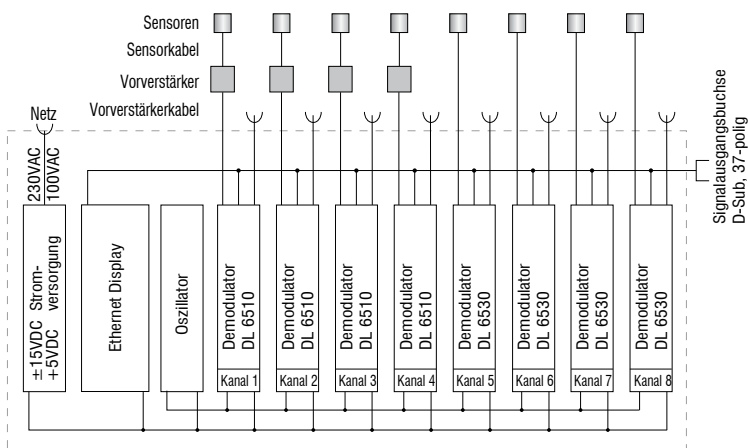 Sensoren
Sensorkabel
Vorverstärker
Vorverstärkerkabel
Netz
230VAC
100VAC
Signalausgangsbuchse
D-Sub, 37-polig
±15VDC Strom-
+5VDC versorgung
Ethernet Display
Oszillator
Demodulator
DL 6510
Kanal 1
Demodulator
DL 6510
Kanal 2
Demodulator
DL 6510
Kanal 3
Demodulator
DL 6510
Kanal 4
Demodulator
DL 6530
Kanal 5
Demodulator
DL 6530
Kanal 6
Demodulator
DL 6530
Kanal 7
Demodulator
DL 6530
Kanal 8